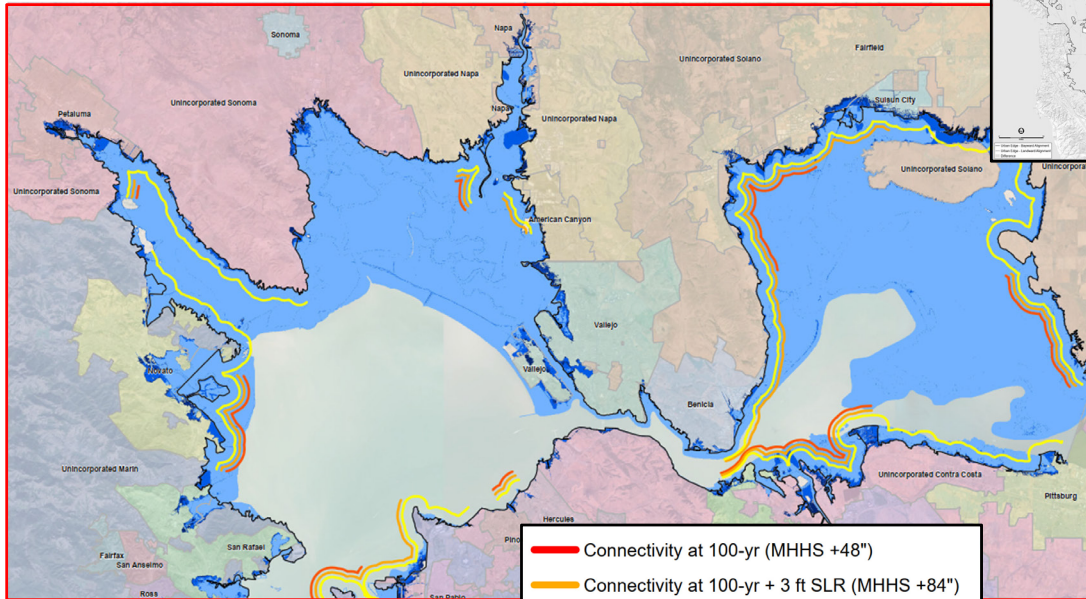 Napa
Sonoma
Fairfield
Unincorporated Solano
Unincorporated Napa
Unincorporated Sonoma
Suisun City
Napa
Petaluma
Unincorporated Napa
Unincorporated Solano
Unincorpora
Unincorporated Sonoma
American Canyon
Vallejo
Novato
Vallejo
Benicia
Unincorporated Marin
Unincorporated Contra Costa
Pittsburg
Hercules
Pino
San Rafael
Fairfax
San Anselmo
Ross
San Pablo
Connectivity at 100-yr (MHHS +48")
Connectivity at 100-yr + 3 ft SLR (MHHS +84")